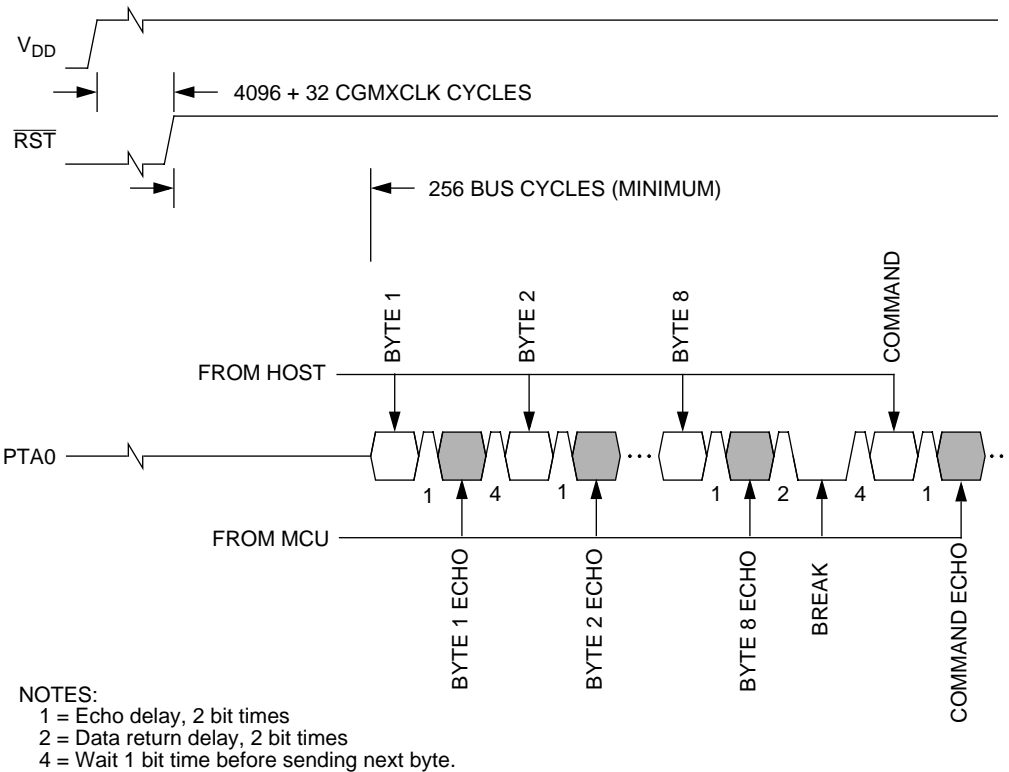 VDD
4096 + 32 CGMXCLK CYCLES
RST
256 BUS CYCLES (MINIMUM)
BYTE 1
BYTE 2
BYTE 8
COMMAND
FROM HOST
PTA0
1
4
1
1
2
4
1
FROM MCU
BYTE 1 ECHO
BYTE 2 ECHO
BYTE 8 ECHO
BREAK
COMMAND ECHO
NOTES:
1 = Echo delay, 2 bit times
2 = Data return delay, 2 bit times
4 = Wait 1 bit time before sending next byte.